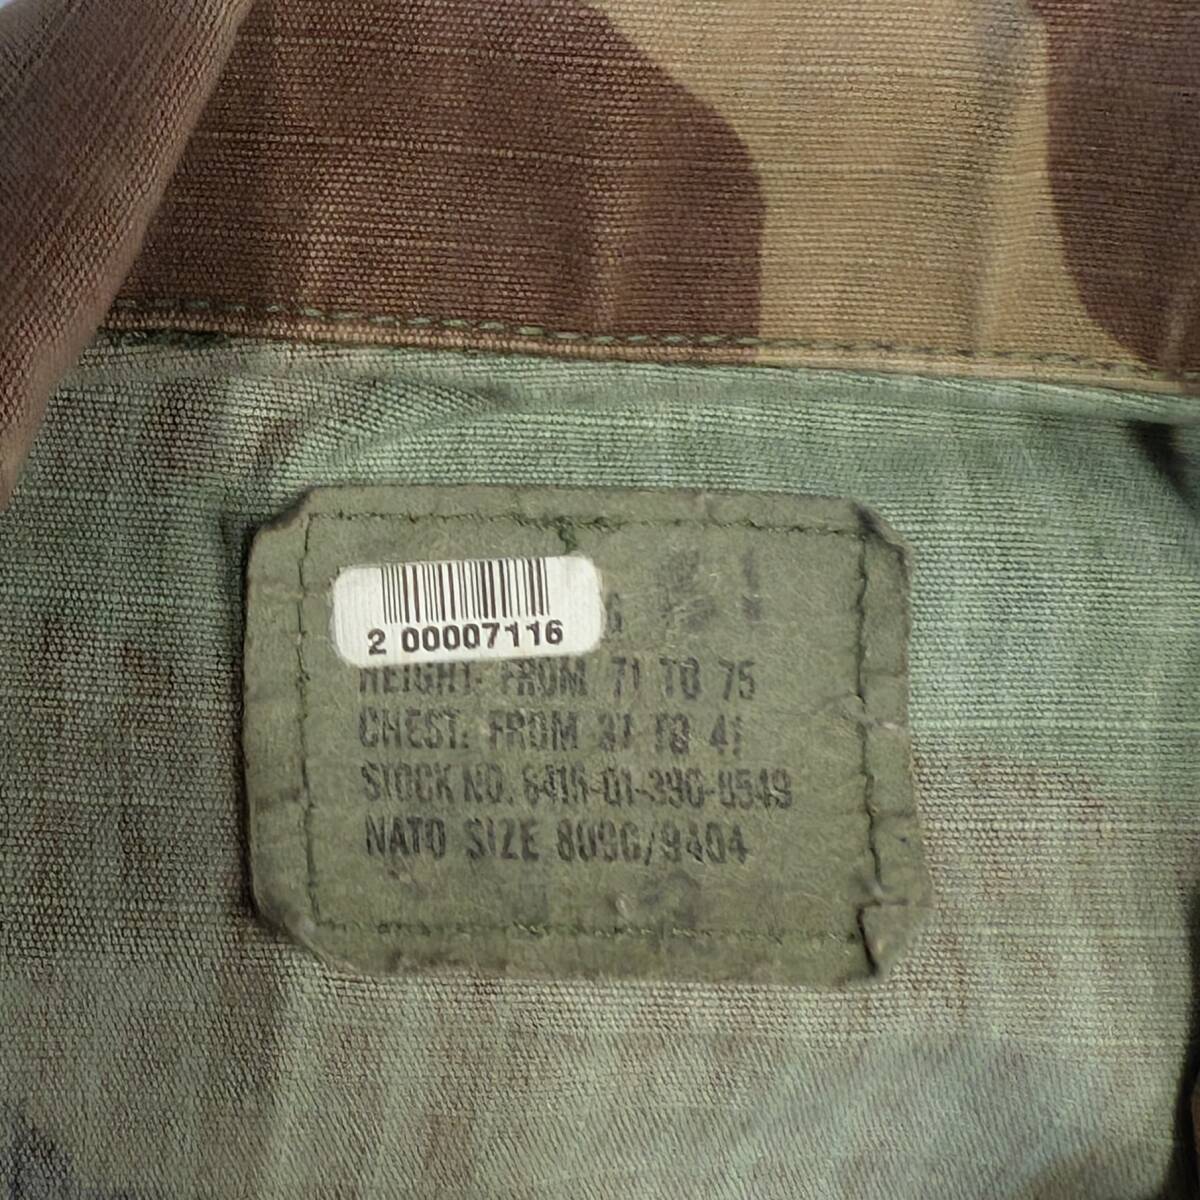 2 00007116
HEIGHT: FROM 71 TO 75
CHEST: FROM 37 TO 41
STOCK NO. 8415-01-390-8549
NATO SIZE 8090/9404